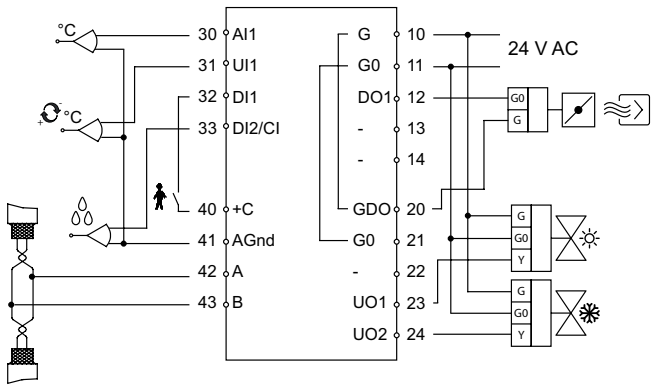 °C 30 AI1 G 10
24 V AC
31 UI1 G0 11
32 DI1 DO1 12 G0
G
- +
°C 33 DI2/CI - 13
- 14
40 +C GDO 20 G
41 AGnd G0 21 G0
42 A - 22 Y
43 B UO1 23 G
G0
UO2 24 Y